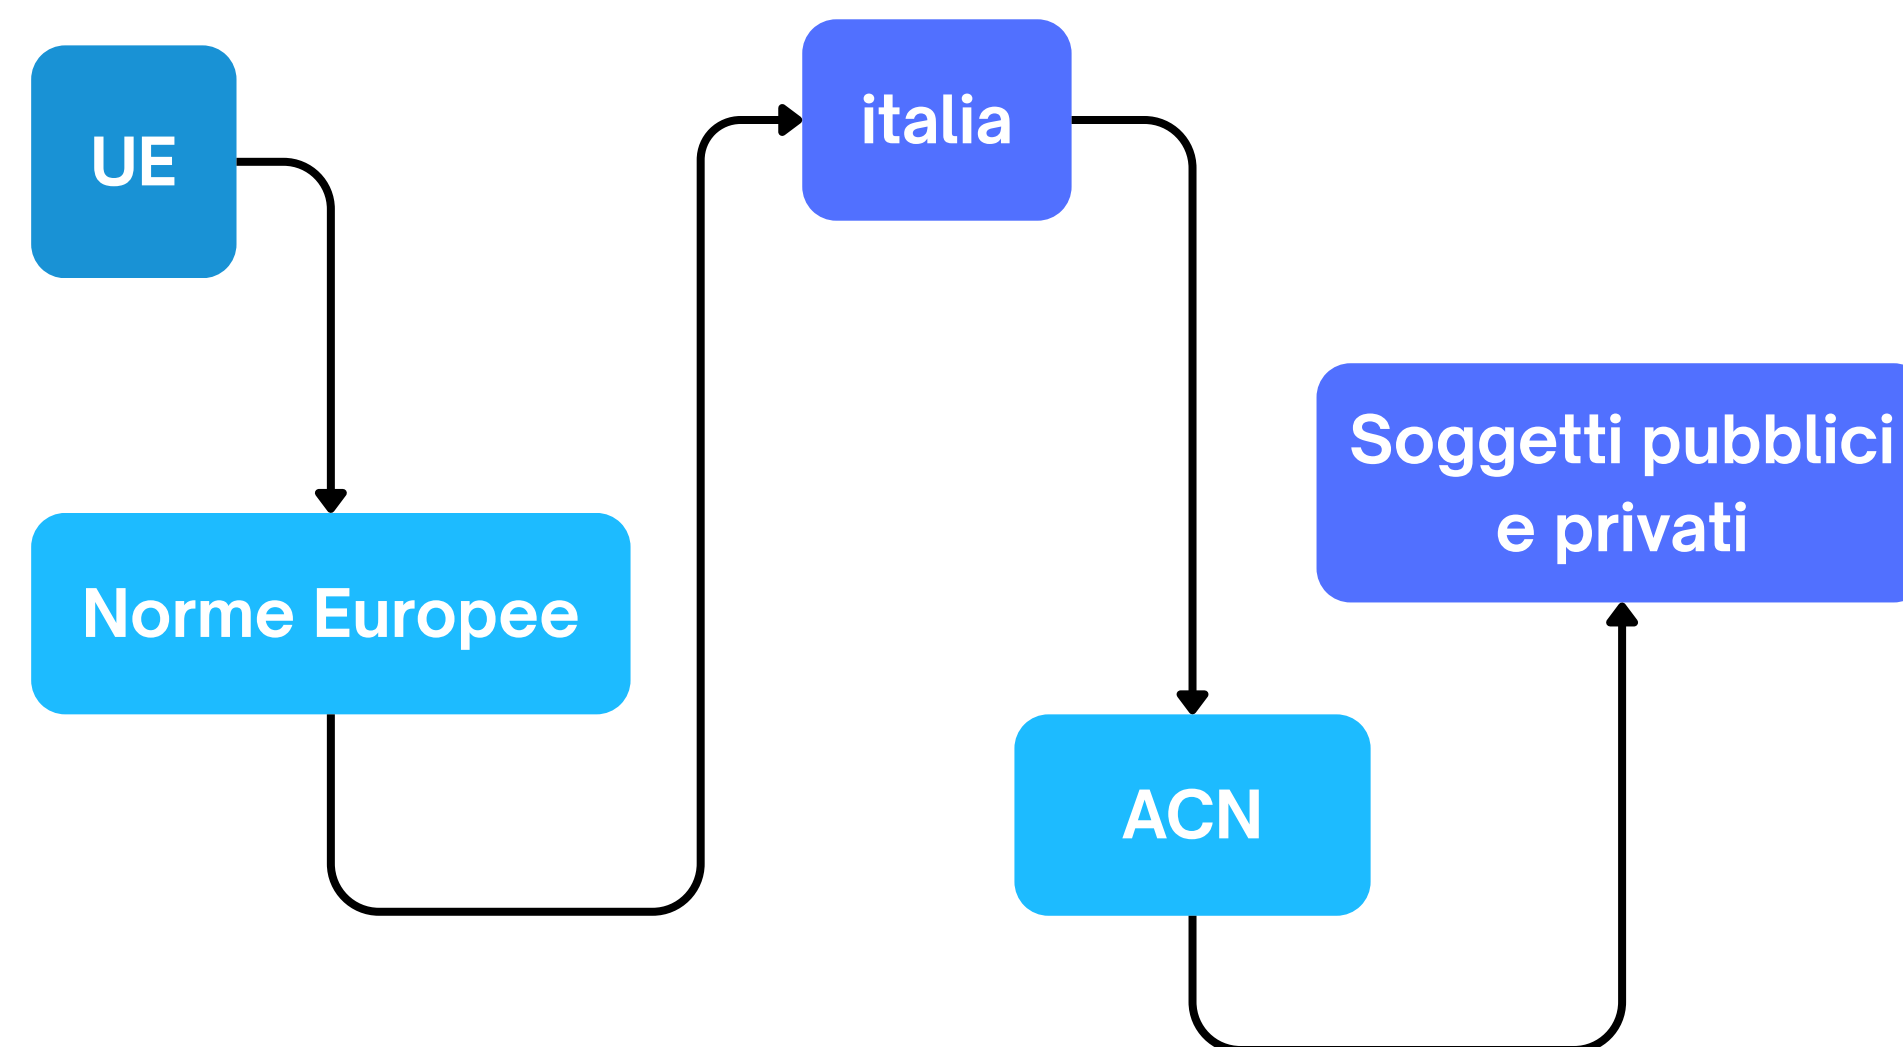 UE
Norme Europee
italia
ACN
Soggetti pubblici
e privati